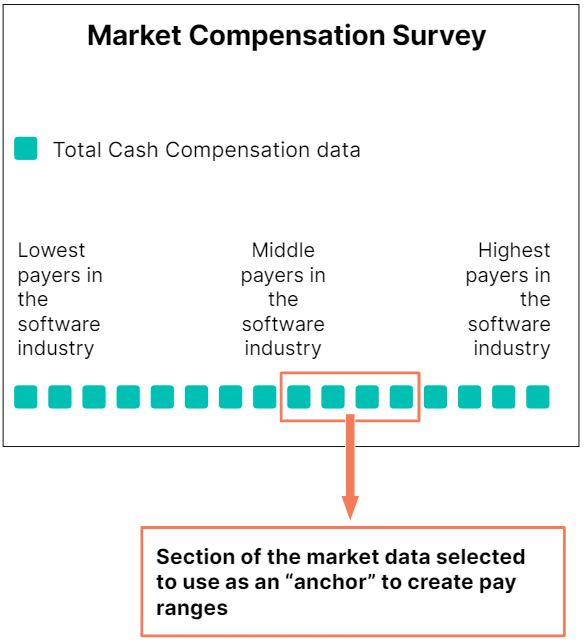 Market Compensation Survey
Total Cash Compensation data
Lowest
payers in
the
software
industry
Middle
payers in
the
software
industry
Highest
payers in
the
software
industry
Section of the market data selected
to use as an “anchor” to create pay
ranges